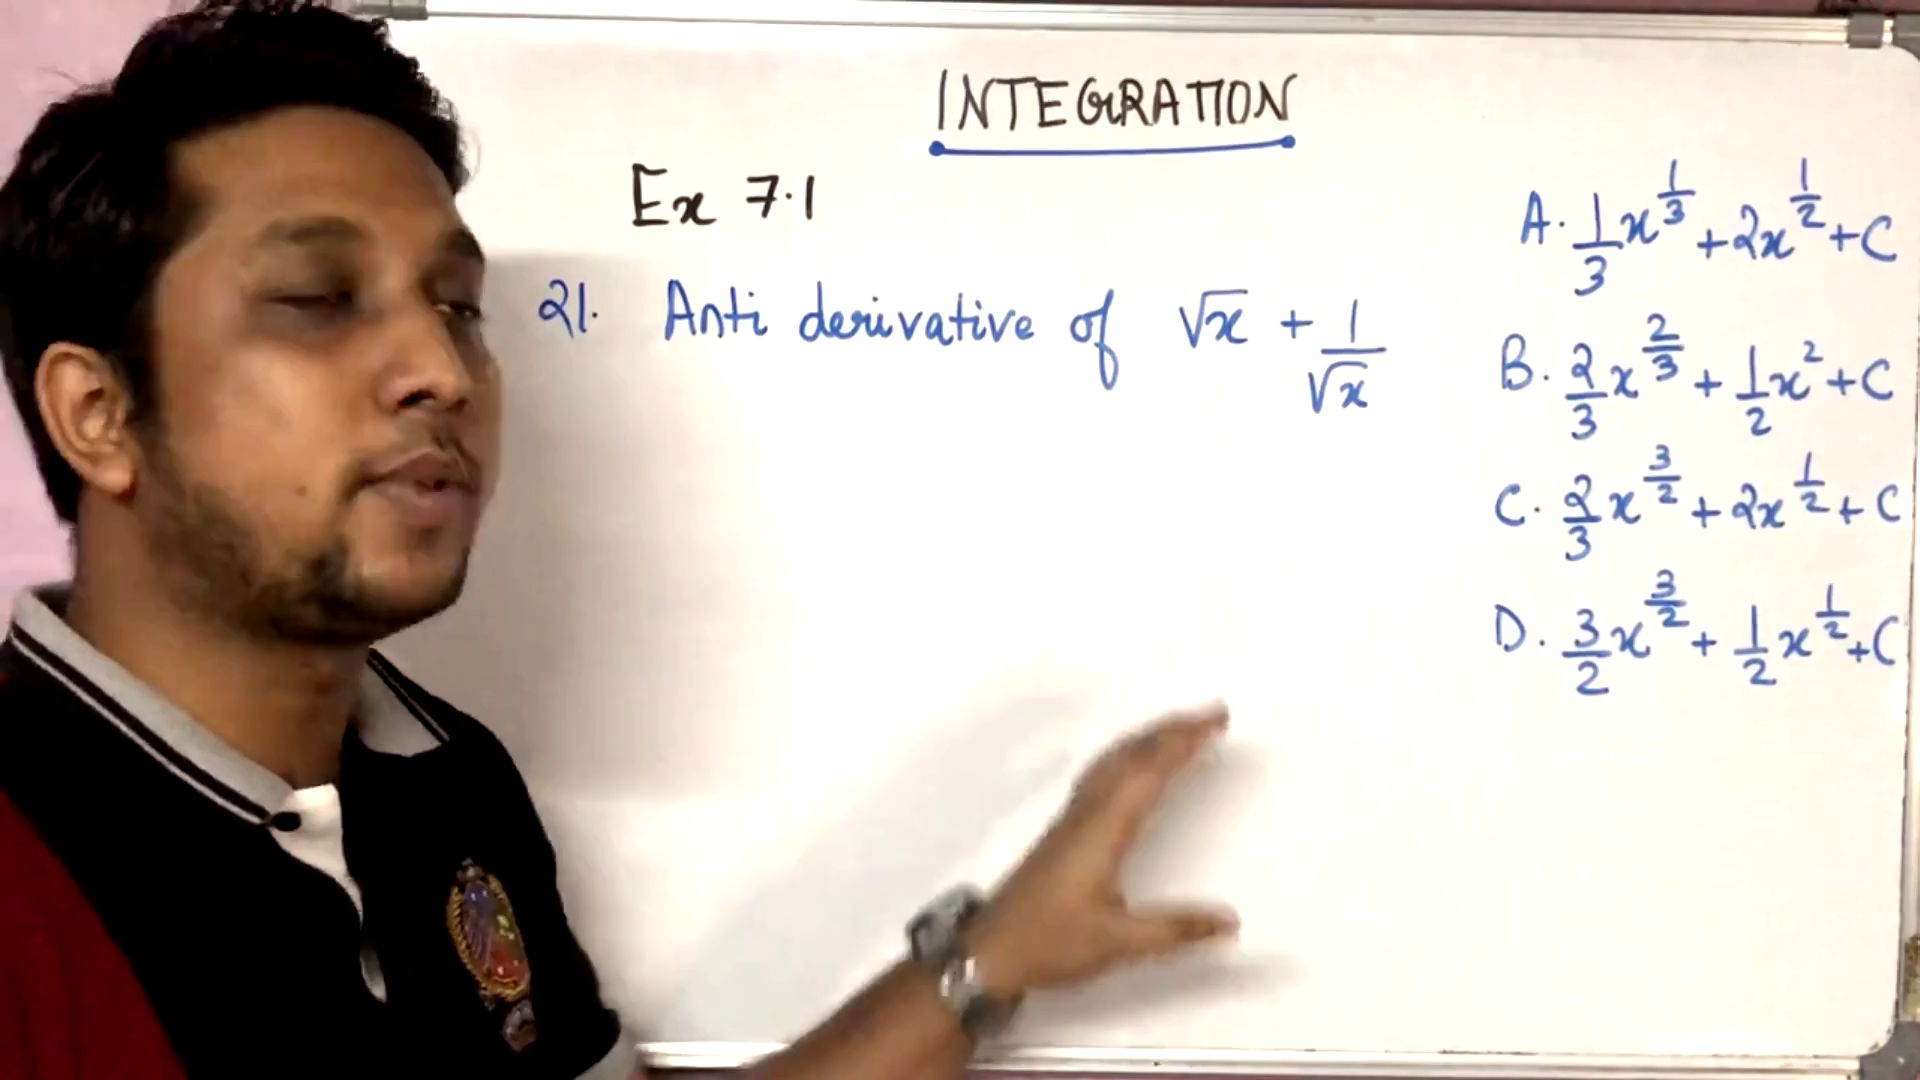 INTEGRATION
Ex 7.1
21. Anti derivative of √x + 1/√x
A. 1/3 x^(1/3) + 2x^(1/2) + C
B. 2/3 x^(2/3) + 1/2 x^2 + C
C. 2/3 x^(3/2) + 2x^(1/2) + C
D. 3/2 x^(3/2) + 1/2 x^(1/2) + C